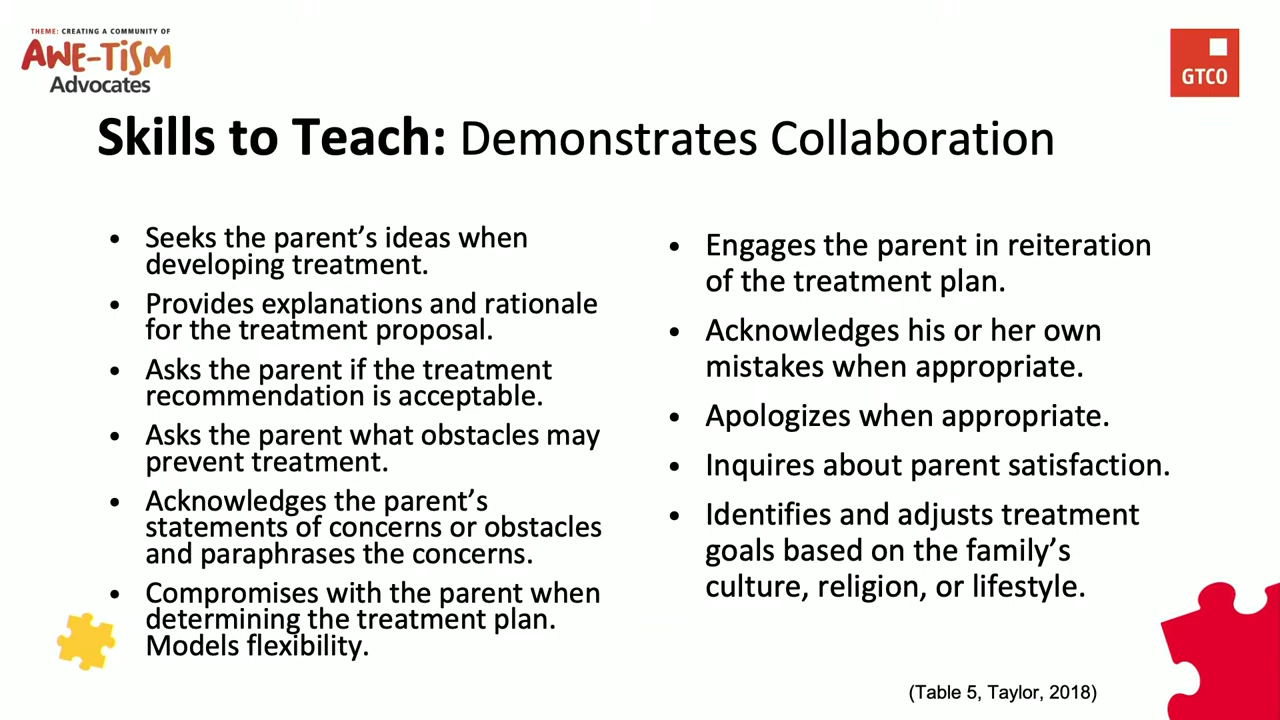 THEME: CREATING A COMMUNITY OF
AWE-TiSM
Advocates
GTCO
Skills to Teach: Demonstrates Collaboration
• Seeks the parent’s ideas when
developing treatment.
• Provides explanations and rationale
for the treatment proposal.
• Asks the parent if the treatment
recommendation is acceptable.
• Asks the parent what obstacles may
prevent treatment.
• Acknowledges the parent’s
statements of concerns or obstacles
and paraphrases the concerns.
• Compromises with the parent when
determining the treatment plan.
Models flexibility.
• Engages the parent in reiteration
of the treatment plan.
• Acknowledges his or her own
mistakes when appropriate.
• Apologizes when appropriate.
• Inquires about parent satisfaction.
• Identifies and adjusts treatment
goals based on the family’s
culture, religion, or lifestyle.
(Table 5, Taylor, 2018)